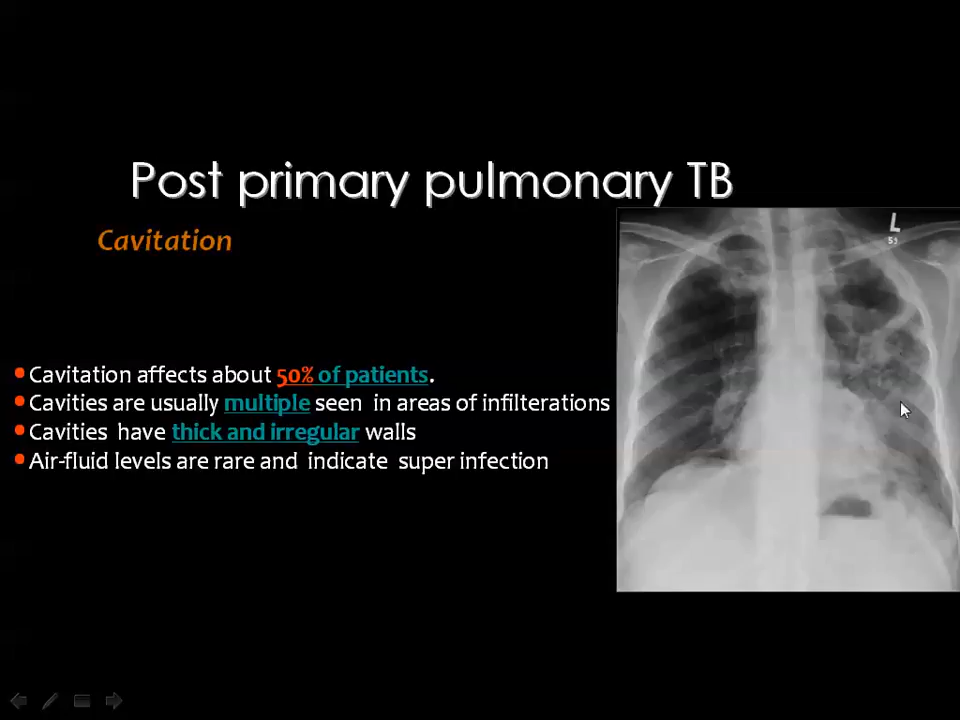 Post primary pulmonary TB
Cavitation
L
Cavitation affects about 50% of patients.
Cavities are usually multiple seen in areas of infilterations
Cavities have thick and irregular walls
Air-fluid levels are rare and indicate super infection